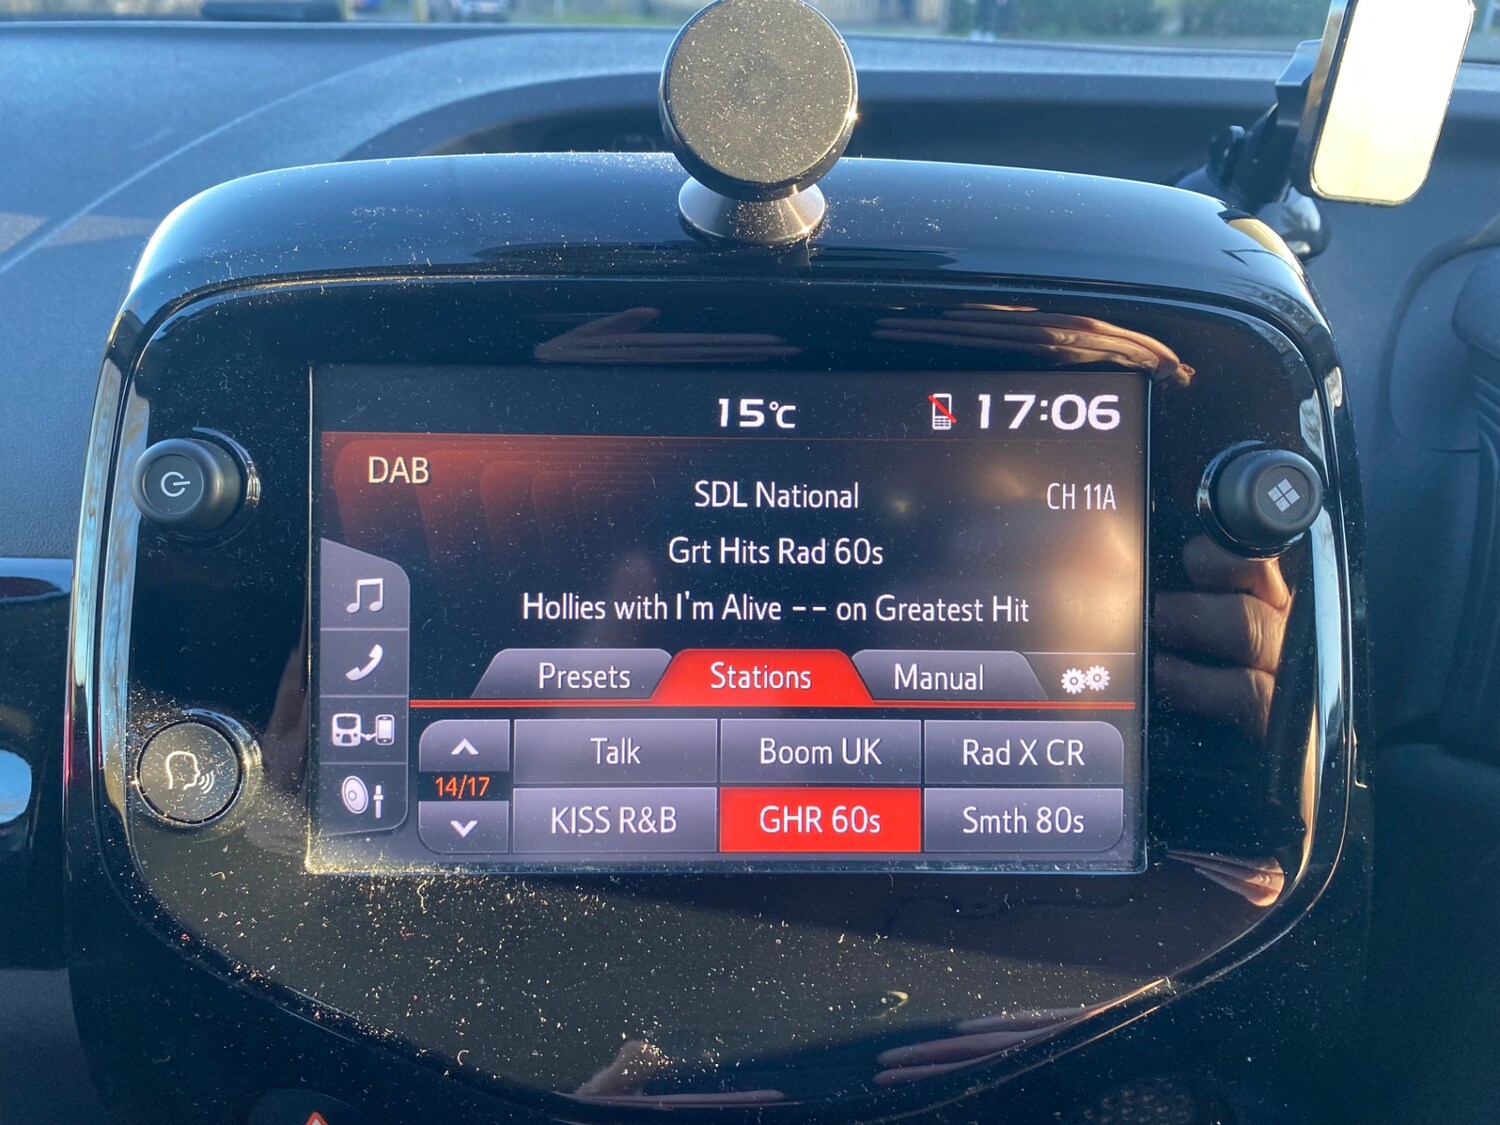 15°C 17:06
DAB
SDL National CH 11A
Grt Hits Rad 60s
Hollies with I'm Alive -- on Greatest Hit
Presets Stations Manual
Talk Boom UK Rad X CR
14/17
KISS R&B GHR 60s Smth 80s